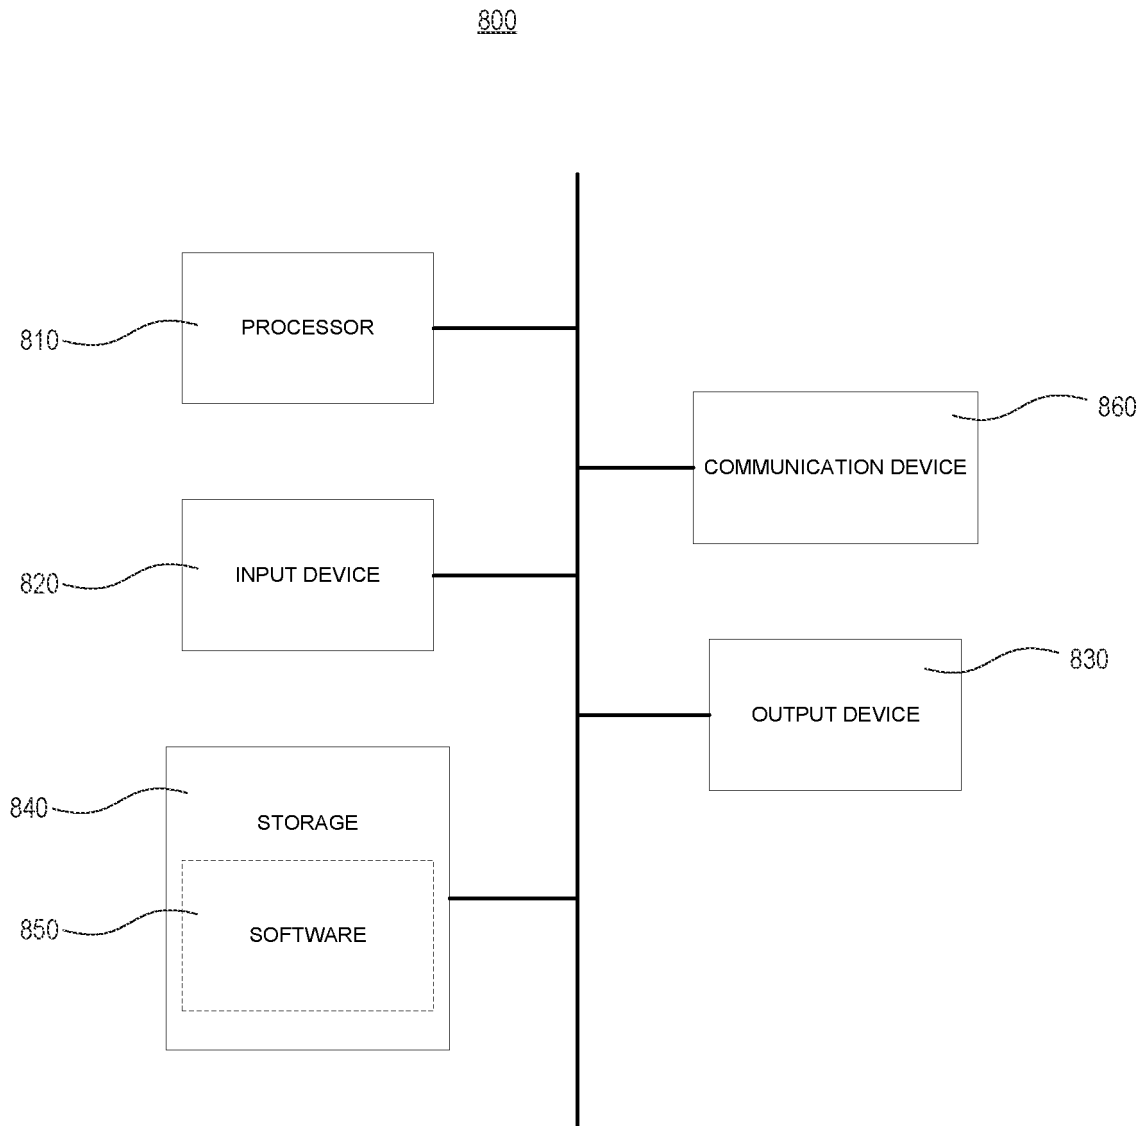 800
810
PROCESSOR
860
COMMUNICATION DEVICE
820
INPUT DEVICE
830
OUTPUT DEVICE
840
STORAGE
850
SOFTWARE